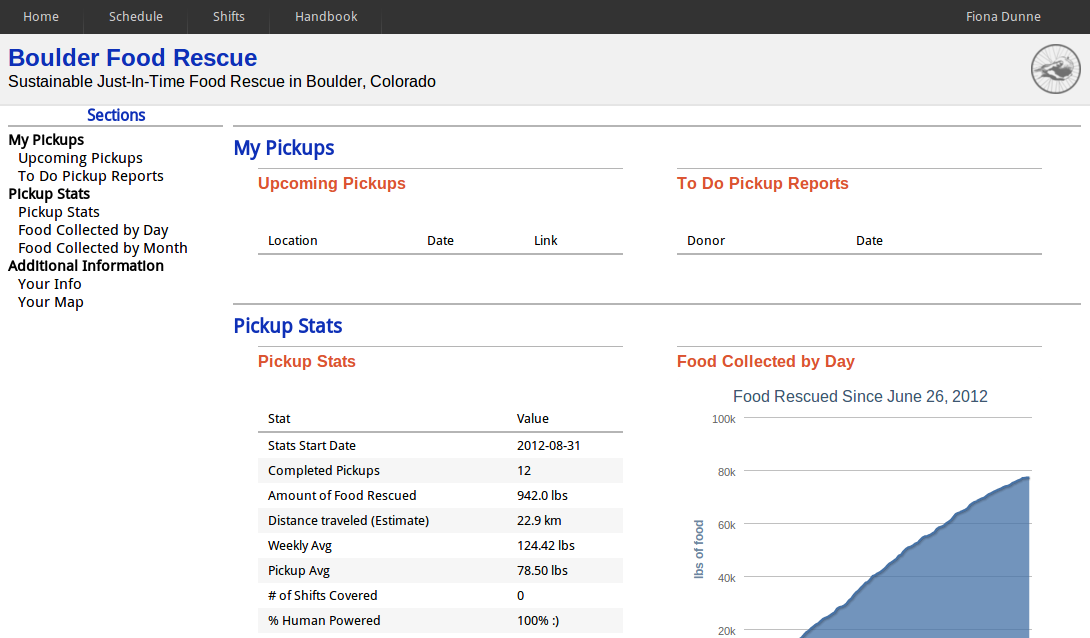 Home Schedule Shifts Handbook Fiona Dunne
Boulder Food Rescue
Sustainable Just-In-Time Food Rescue in Boulder, Colorado
Sections
My Pickups
Upcoming Pickups
To Do Pickup Reports
Pickup Stats
Pickup Stats
Food Collected by Day
Food Collected by Month
Additional Information
Your Info
Your Map
My Pickups
Upcoming Pickups
Location Date Link
To Do Pickup Reports
Donor Date
Pickup Stats
Pickup Stats
Stat Value
Stats Start Date 2012-08-31
Completed Pickups 12
Amount of Food Rescued 942.0 lbs
Distance traveled (Estimate) 22.9 km
Weekly Avg 124.42 lbs
Pickup Avg 78.50 lbs
# of Shifts Covered 0
% Human Powered 100% :)
Food Collected by Day
Food Rescued Since June 26, 2012
100k
80k
60k
40k
20k
lbs of food